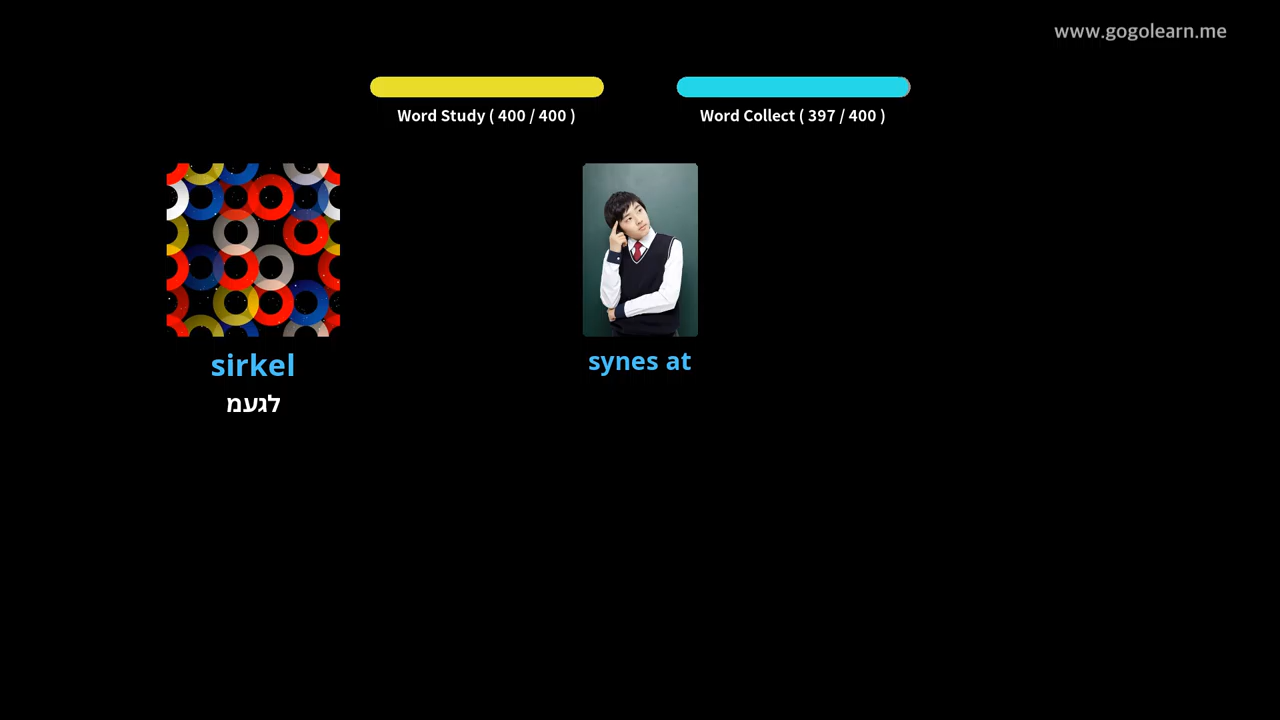 www.gogolearn.me
Word Study ( 400 / 400 )
Word Collect ( 397 / 400 )
sirkel
לגעמ
synes at